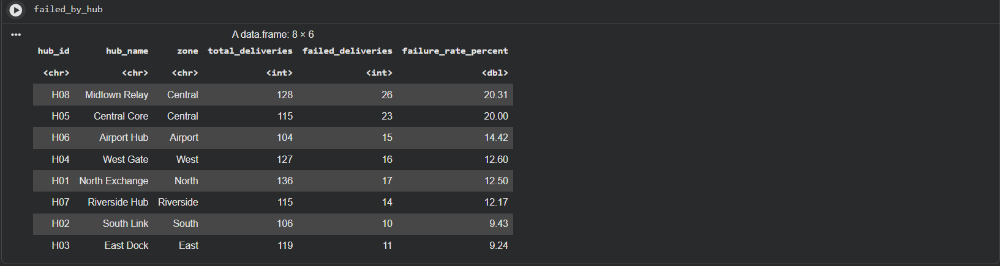 failed_by_hub
A data.frame: 8 × 6
hub_id hub_name zone total_deliveries failed_deliveries failure_rate_percent
<chr> <chr> <chr> <int> <int> <dbl>
H08 Midtown Relay Central 128 26 20.31
H05 Central Core Central 115 23 20.00
H06 Airport Hub Airport 104 15 14.42
H04 West Gate West 127 16 12.60
H01 North Exchange North 136 17 12.50
H07 Riverside Hub Riverside 115 14 12.17
H02 South Link South 106 10 9.43
H03 East Dock East 119 11 9.24